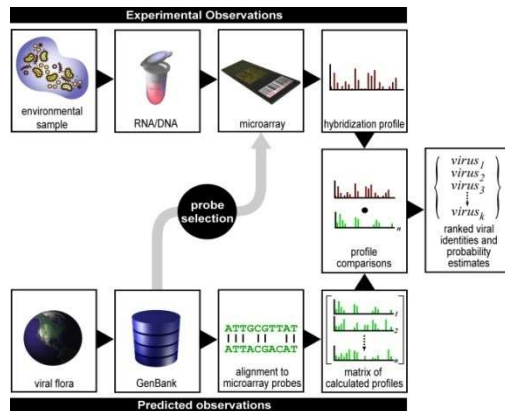 Experimental Observations
environmental
sample
RNA/DNA
microarray
hybridization profile
probe
selection
n
profile
comparisons
virus1
virus2
virus3
virusk
ranked viral
identities and
probability
estimates
viral flora
GenBank
ATTGCGTTAT
ATTACGACAT
alignment to
microarray probes
1
2
n
matrix of
calculated profiles
Predicted observations